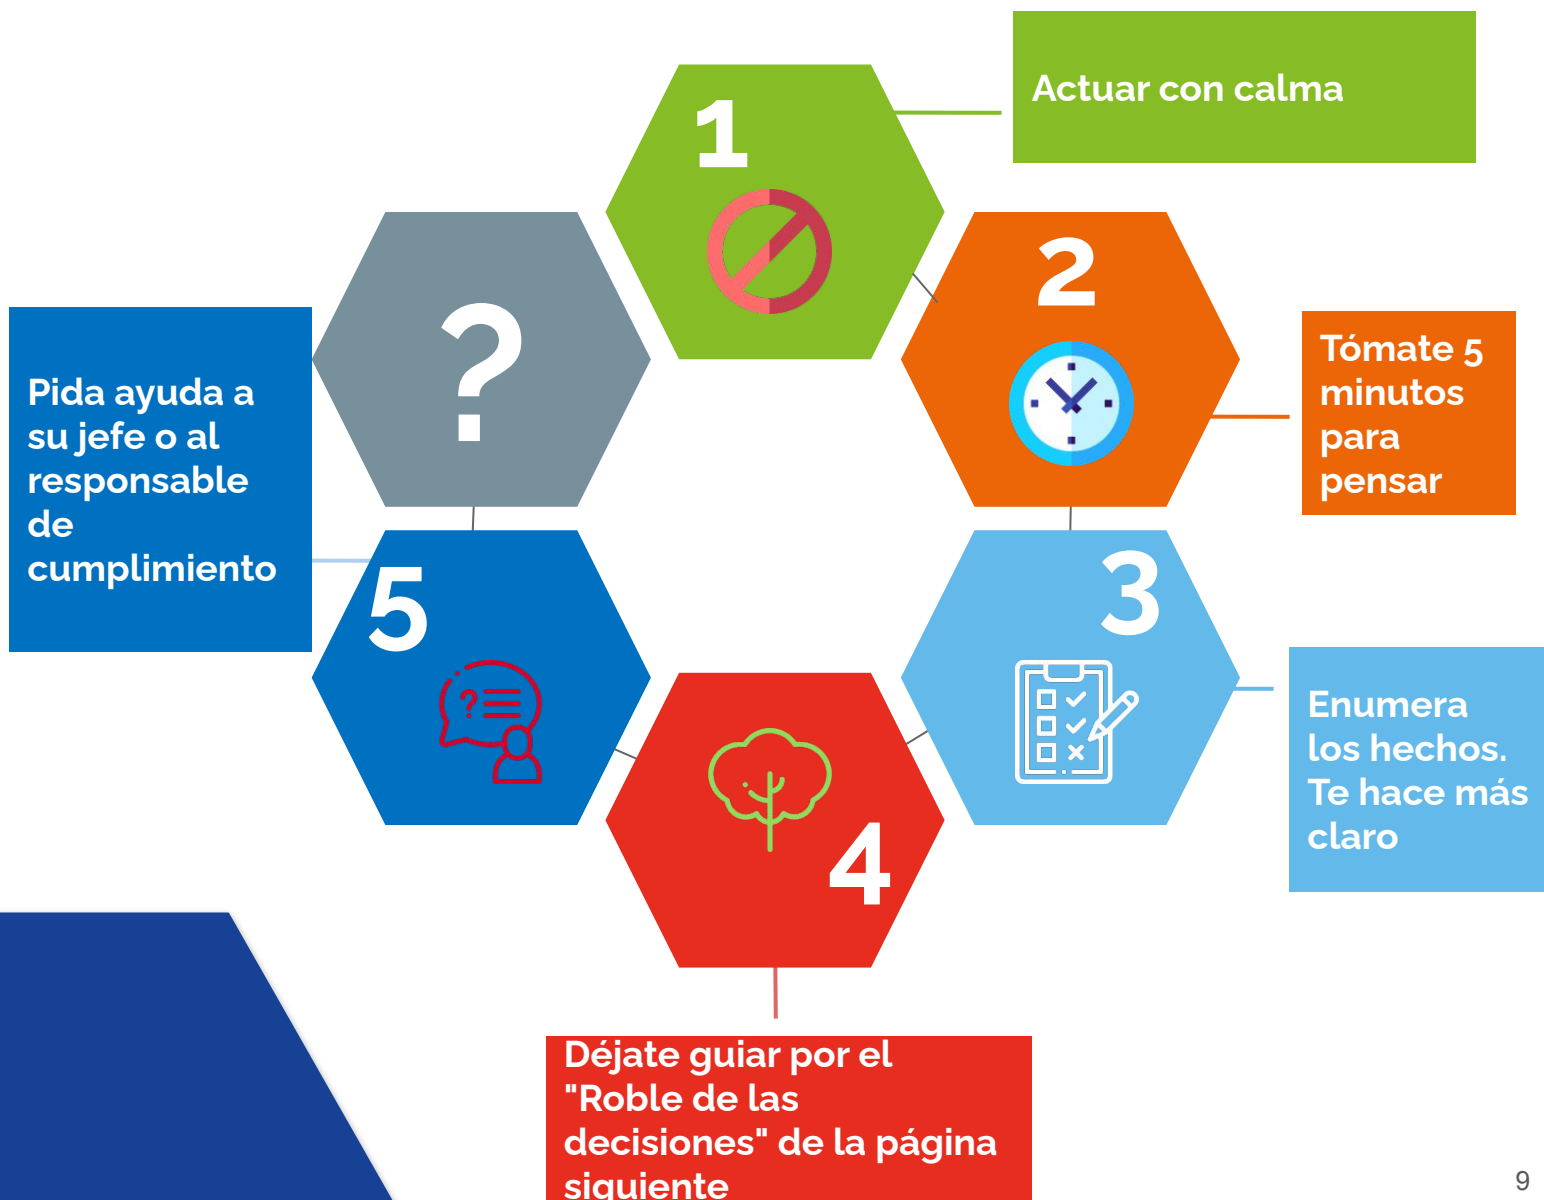 1
Actuar con calma
2
Tómate 5
minutos
para
pensar
3
Enumera
los hechos.
Te hace más
claro
4
Déjate guiar por el
"Roble de las
decisiones" de la página
siguiente
5
Pida ayuda a
su jefe o al
responsable
de
cumplimiento
?
?
9